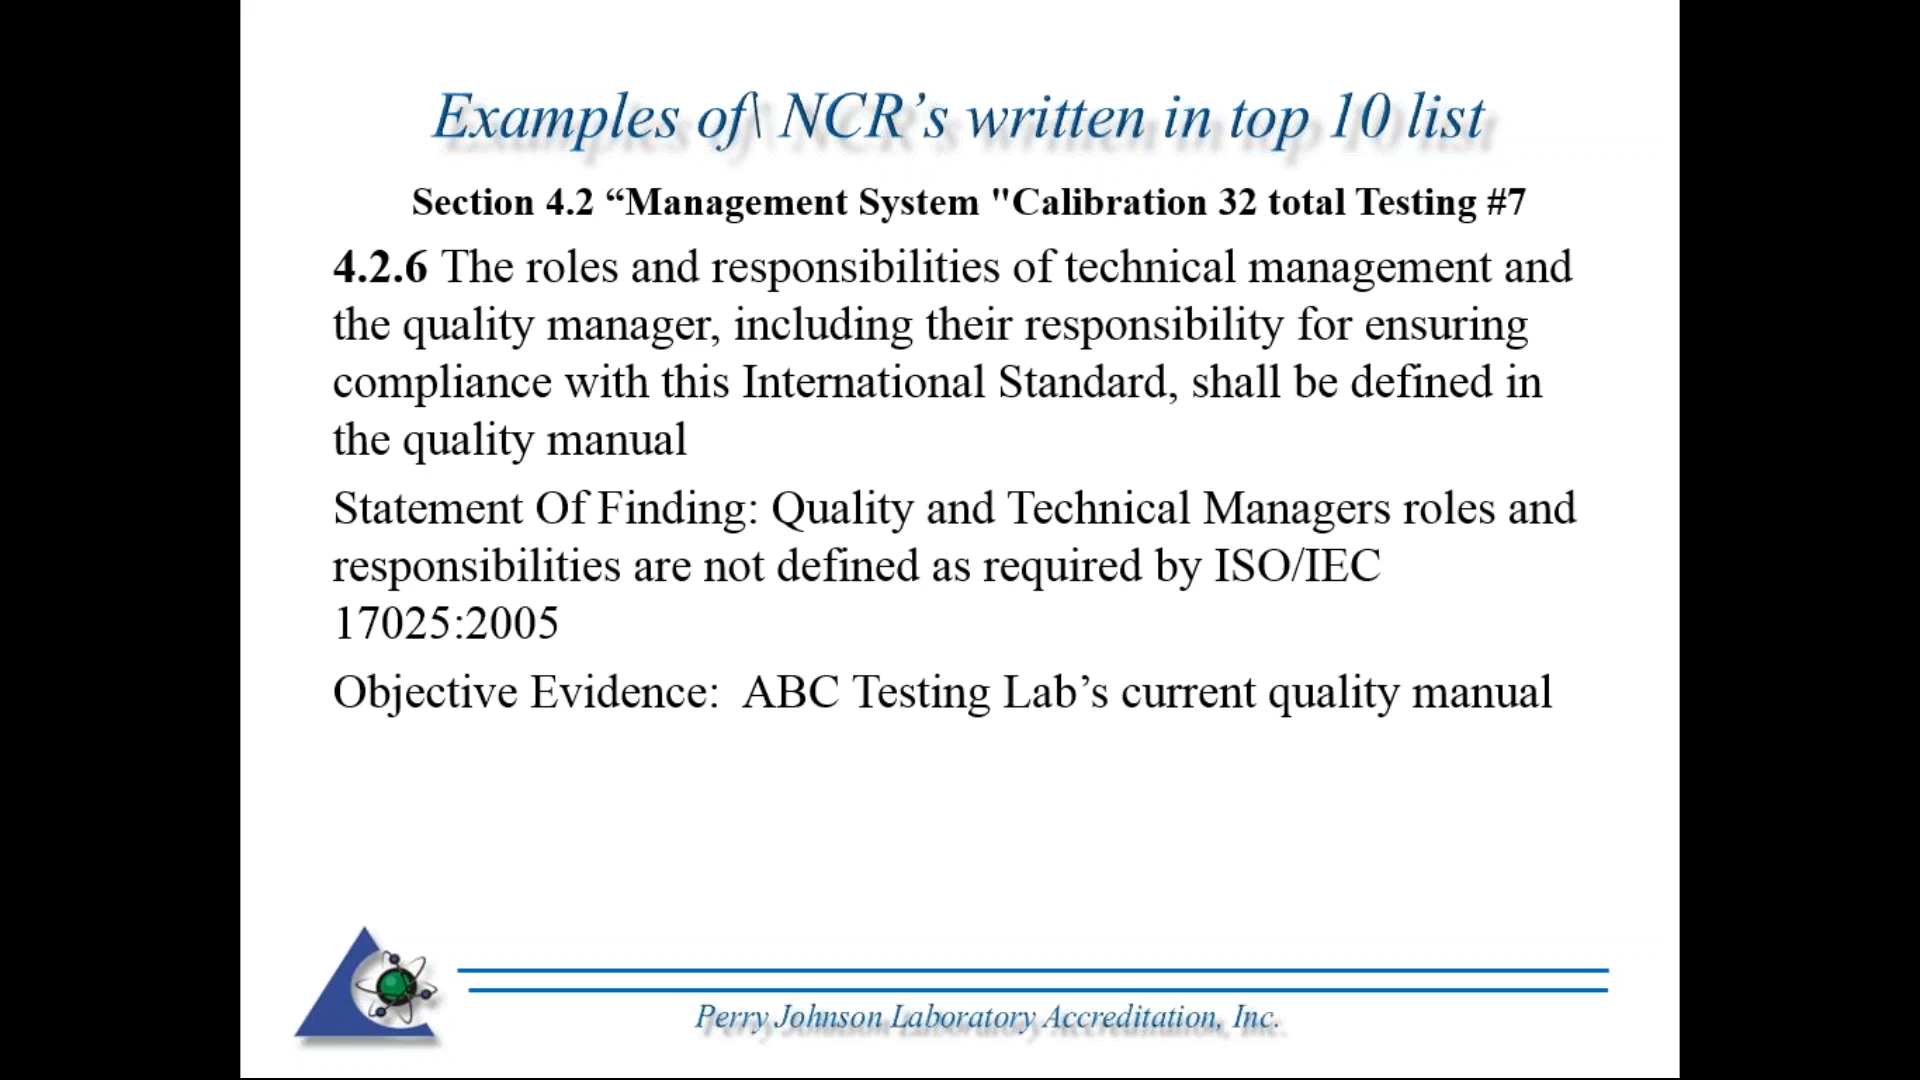 Examples of\ NCR’s written in top 10 list
Section 4.2 “Management System "Calibration 32 total Testing #7
4.2.6 The roles and responsibilities of technical management and
the quality manager, including their responsibility for ensuring
compliance with this International Standard, shall be defined in
the quality manual
Statement Of Finding: Quality and Technical Managers roles and
responsibilities are not defined as required by ISO/IEC
17025:2005
Objective Evidence:  ABC Testing Lab’s current quality manual
Perry Johnson Laboratory Accreditation, Inc.